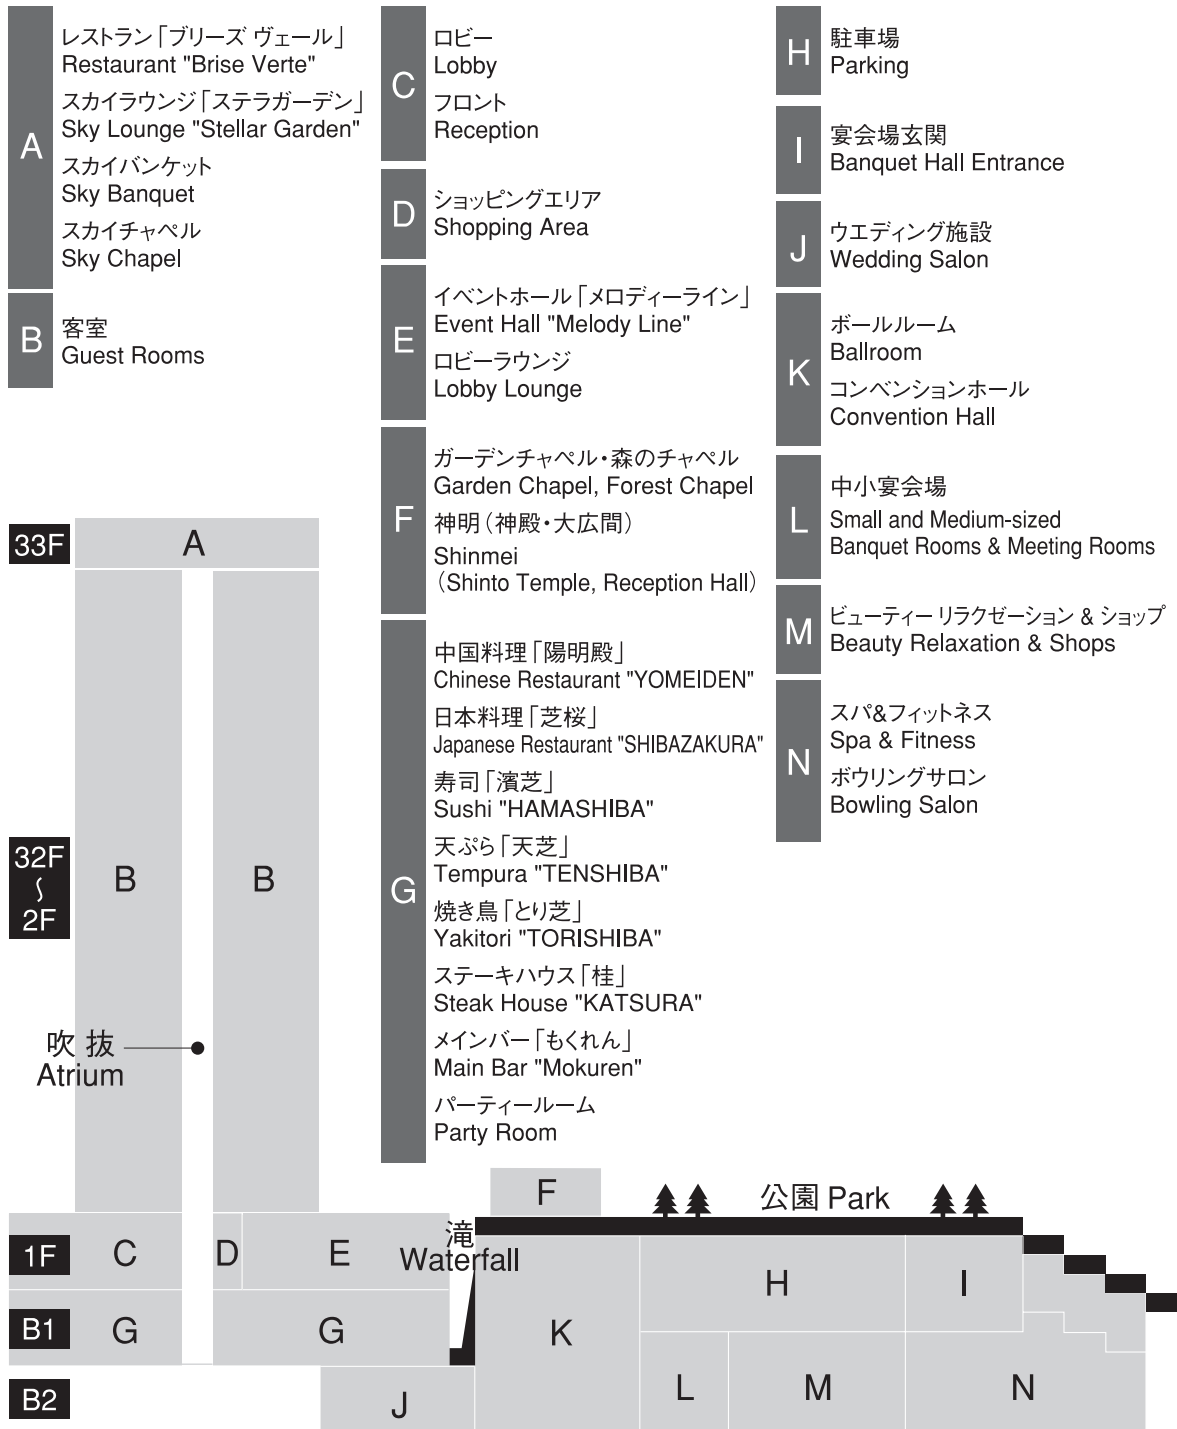 A
レストラン「ブリーズ ヴェール」
Restaurant "Brise Verte"
スカイラウンジ「ステラガーデン」
Sky Lounge "Stellar Garden"
スカイバンケット
Sky Banquet
スカイチャペル
Sky Chapel
B
客室
Guest Rooms
C
ロビー
Lobby
フロント
Reception
D
ショッピングエリア
Shopping Area
E
イベントホール「メロディーライン」
Event Hall "Melody Line"
ロビーラウンジ
Lobby Lounge
F
ガーデンチャペル・森のチャペル
Garden Chapel, Forest Chapel
神明（神殿・大広間）
Shinmei
（Shinto Temple, Reception Hall）
G
中国料理「陽明殿」
Chinese Restaurant "YOMEIDEN"
日本料理「芝桜」
Japanese Restaurant "SHIBAZAKURA"
寿司「濱芝」
Sushi "HAMASHIBA"
天ぷら「天芝」
Tempura "TENSHIBA"
焼き鳥「とり芝」
Yakitori "TORISHIBA"
ステーキハウス「桂」
Steak House "KATSURA"
メインバー「もくれん」
Main Bar "Mokuren"
パーティールーム
Party Room
H
駐車場
Parking
I
宴会場玄関
Banquet Hall Entrance
J
ウエディング施設
Wedding Salon
K
ボールルーム
Ballroom
コンベンションホール
Convention Hall
L
中小宴会場
Small and Medium-sized
Banquet Rooms & Meeting Rooms
M
ビューティー リラクゼーション & ショップ
Beauty Relaxation & Shops
N
スパ&フィットネス
Spa & Fitness
ボウリングサロン
Bowling Salon
33F
A
32F
〜
2F
B
B
吹 抜
Atrium
F
公園 Park
滝
Waterfall
1F
C
D
E
H
I
B1
G
G
K
B2
J
L
M
N